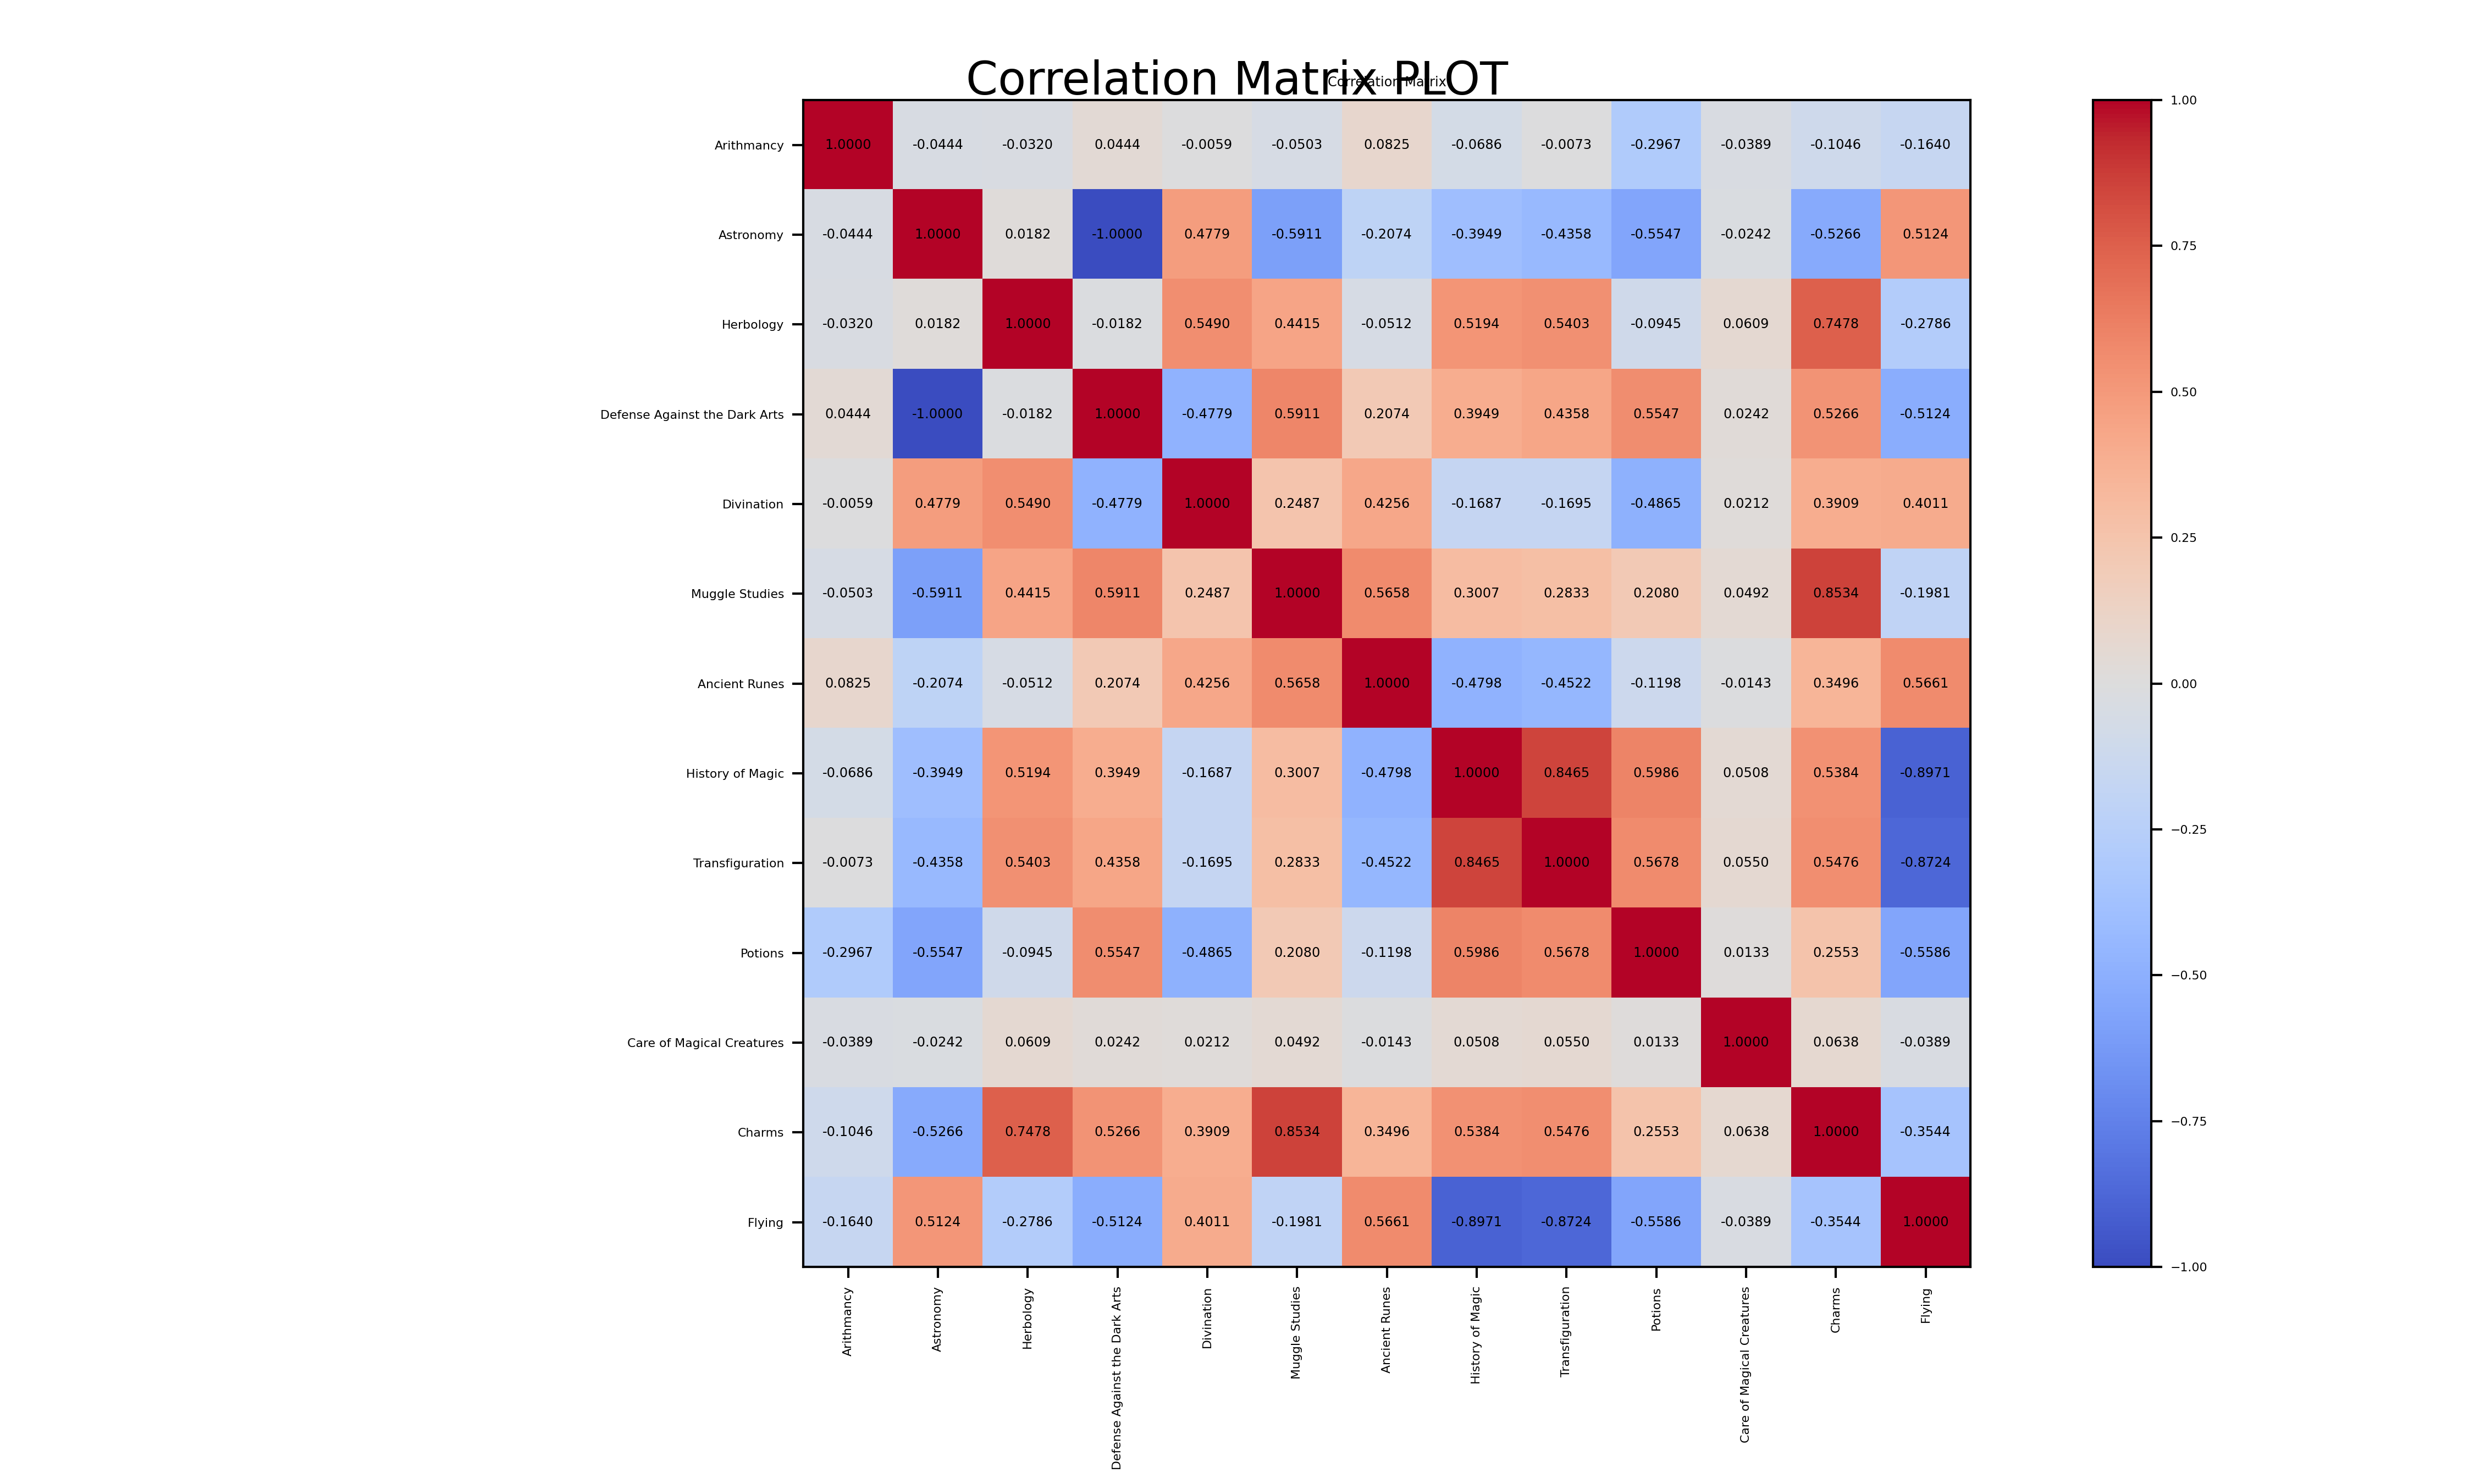 Correlation Matrix PLOT
Correlation Matrix
Arithmancy 1.0000 -0.0444 -0.0320 0.0444 -0.0059 -0.0503 0.0825 -0.0686 -0.0073 -0.2967 -0.0389 -0.1046 -0.1640
Astronomy -0.0444 1.0000 0.0182 -1.0000 0.4779 -0.5911 -0.2074 -0.3949 -0.4358 -0.5547 -0.0242 -0.5266 0.5124
Herbology -0.0320 0.0182 1.0000 -0.0182 0.5490 0.4415 -0.0512 0.5194 0.5403 -0.0945 0.0609 0.7478 -0.2786
Defense Against the Dark Arts 0.0444 -1.0000 -0.0182 1.0000 -0.4779 0.5911 0.2074 0.3949 0.4358 0.5547 0.0242 0.5266 -0.5124
Divination -0.0059 0.4779 0.5490 -0.4779 1.0000 0.2487 0.4256 -0.1687 -0.1695 -0.4865 0.0212 0.3909 0.4011
Muggle Studies -0.0503 -0.5911 0.4415 0.5911 0.2487 1.0000 0.5658 0.3007 0.2833 0.2080 0.0492 0.8534 -0.1981
Ancient Runes 0.0825 -0.2074 -0.0512 0.2074 0.4256 0.5658 1.0000 -0.4798 -0.4522 -0.1198 -0.0143 0.3496 0.5661
History of Magic -0.0686 -0.3949 0.5194 0.3949 -0.1687 0.3007 -0.4798 1.0000 0.8465 0.5986 0.0508 0.5384 -0.8971
Transfiguration -0.0073 -0.4358 0.5403 0.4358 -0.1695 0.2833 -0.4522 0.8465 1.0000 0.5678 0.0550 0.5476 -0.8724
Potions -0.2967 -0.5547 -0.0945 0.5547 -0.4865 0.2080 -0.1198 0.5986 0.5678 1.0000 0.0133 0.2553 -0.5586
Care of Magical Creatures -0.0389 -0.0242 0.0609 0.0242 0.0212 0.0492 -0.0143 0.0508 0.0550 0.0133 1.0000 0.0638 -0.0389
Charms -0.1046 -0.5266 0.7478 0.5266 0.3909 0.8534 0.3496 0.5384 0.5476 0.2553 0.0638 1.0000 -0.3544
Flying -0.1640 0.5124 -0.2786 -0.5124 0.4011 -0.1981 0.5661 -0.8971 -0.8724 -0.5586 -0.0389 -0.3544 1.0000
Arithmancy
Astronomy
Herbology
Defense Against the Dark Arts
Divination
Muggle Studies
Ancient Runes
History of Magic
Transfiguration
Potions
Care of Magical Creatures
Charms
Flying
1.00
0.75
0.50
0.25
0.00
−0.25
−0.50
−0.75
−1.00